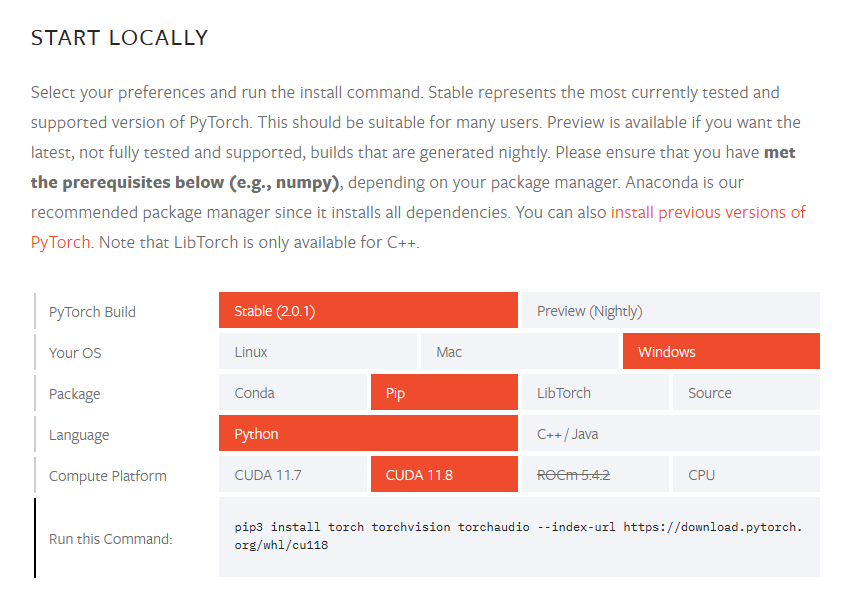 START LOCALLY
Select your preferences and run the install command. Stable represents the most currently tested and
supported version of PyTorch. This should be suitable for many users. Preview is available if you want the
latest, not fully tested and supported, builds that are generated nightly. Please ensure that you have met
the prerequisites below (e.g., numpy), depending on your package manager. Anaconda is our
recommended package manager since it installs all dependencies. You can also install previous versions of
PyTorch. Note that LibTorch is only available for C++.
PyTorch Build Stable (2.0.1) Preview (Nightly)
Your OS Linux Mac Windows
Package Conda Pip LibTorch Source
Language Python C++ / Java
Compute Platform CUDA 11.7 CUDA 11.8 ROCm 5.4.2 CPU
Run this Command: pip3 install torch torchvision torchaudio --index-url https://download.pytorch.
org/whl/cu118